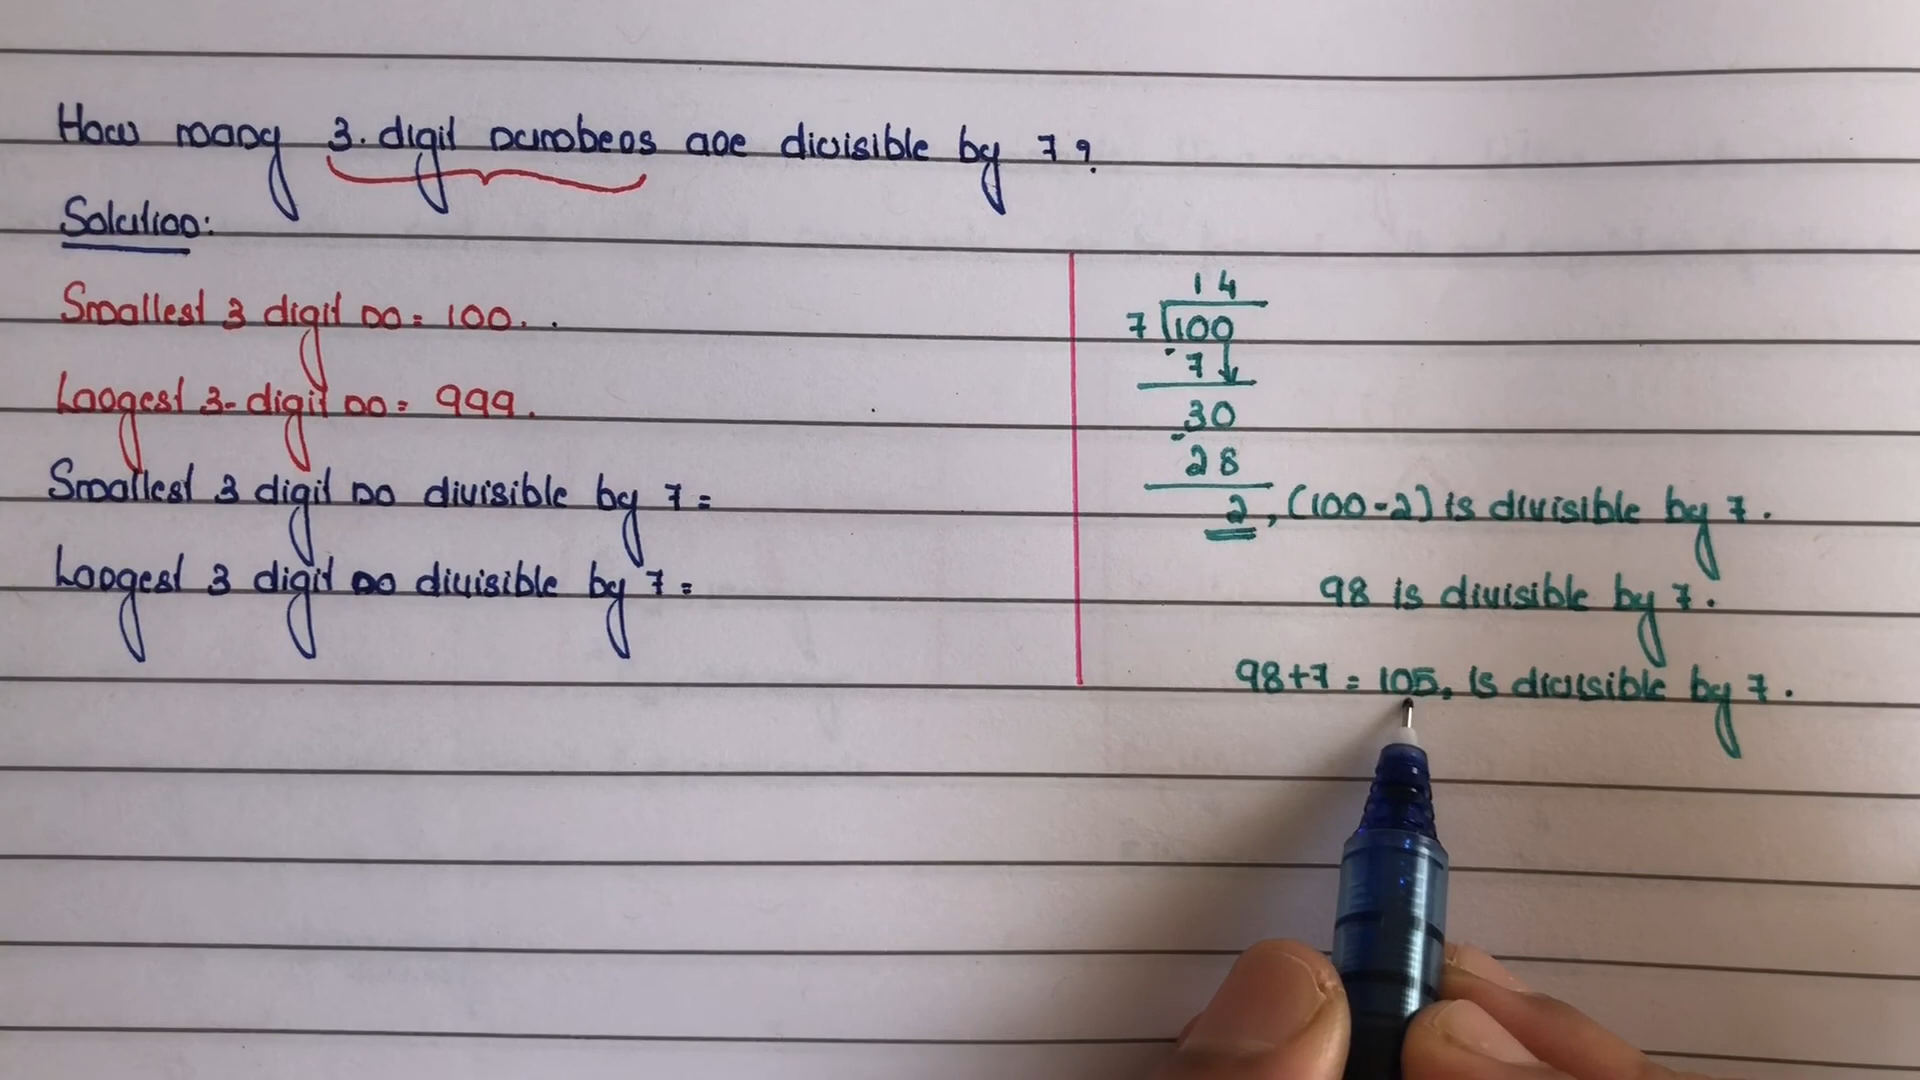 How many 3. digit numbers are divisible by 7?
Solution:
Smallest 3 digit no = 100.
Largest 3-digit no = 999.
Smallest 3 digit no divisible by 7 =
Largest 3 digit no divisible by 7 =
14
7 100
7
30
28
2, (100-2) is divisible by 7.
98 is divisible by 7.
98+7 = 105, is divisible by 7.